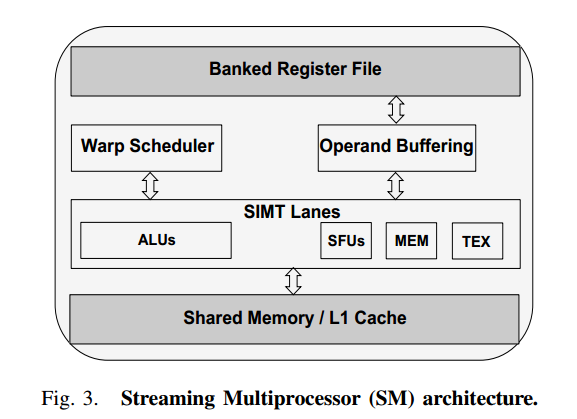 Banked Register File
Warp Scheduler
Operand Buffering
SIMT Lanes
ALUs
SFUs
MEM
TEX
Shared Memory / L1 Cache
Fig. 3. Streaming Multiprocessor (SM) architecture.